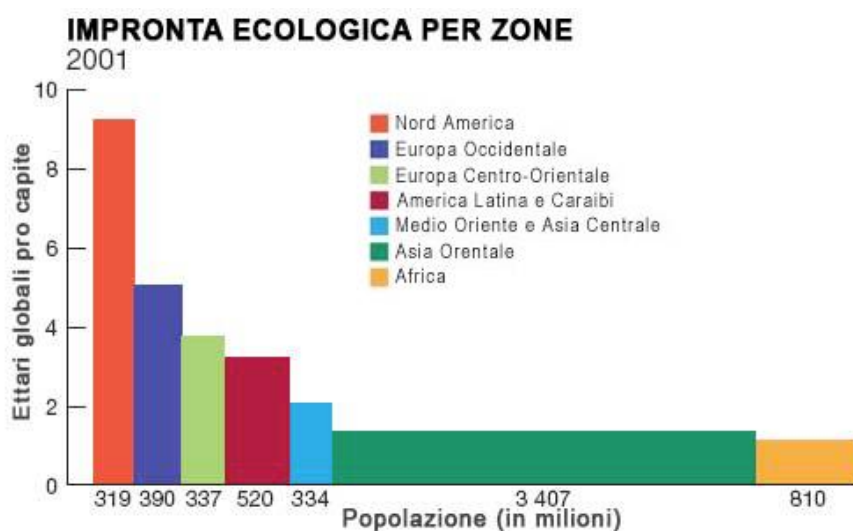 IMPRONTA ECOLOGICA PER ZONE
2001
Ettari globali pro capite
10
8
6
4
2
0
Nord America
Europa Occidentale
Europa Centro-Orientale
America Latina e Caraibi
Medio Oriente e Asia Centrale
Asia Orentale
Africa
319 390 337 520 334 3 407 810
Popolazione (in milioni)